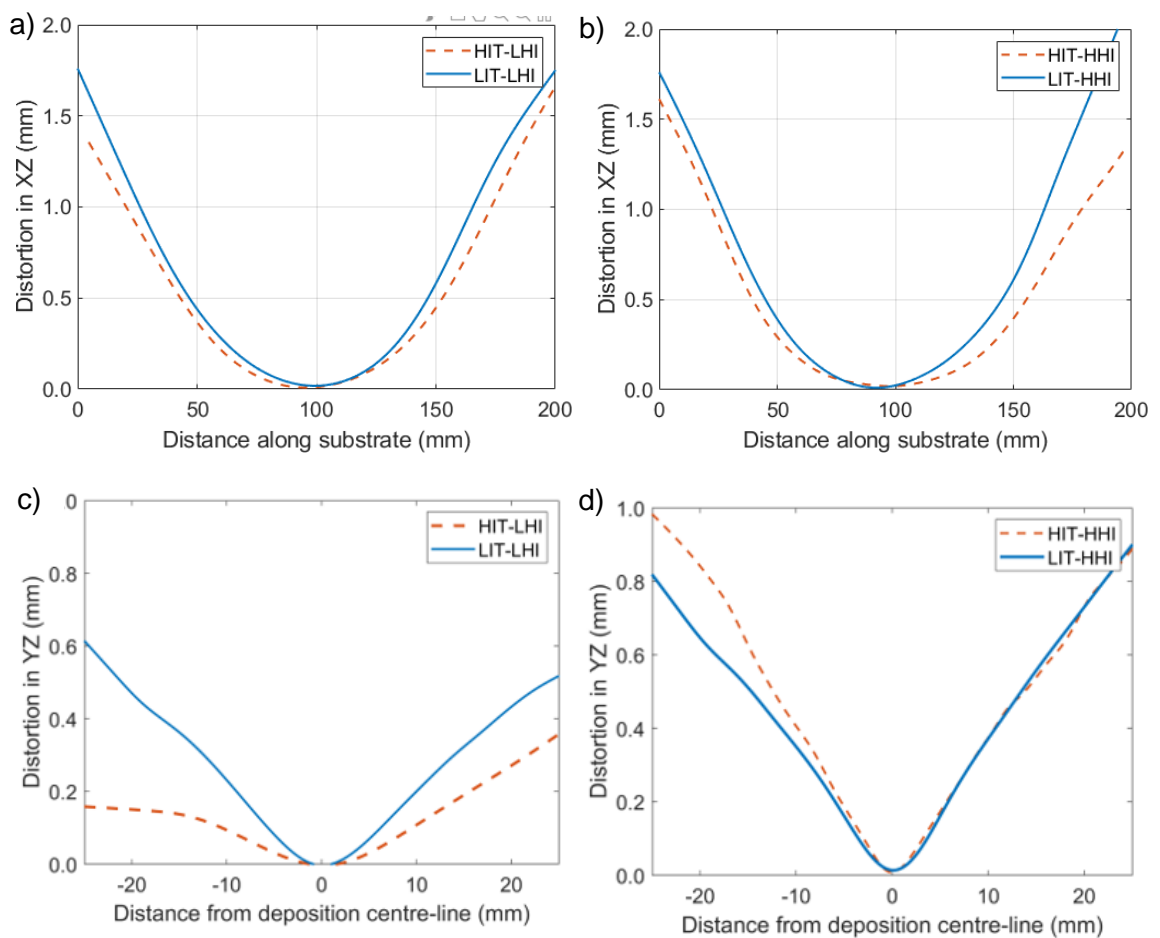 a)
2.0
1.5
1.0
0.5
0.0
Distortion in XZ (mm)
HIT-LHI
LIT-LHI
0 50 100 150 200
Distance along substrate (mm)
b)
2.0
1.5
1.0
0.5
0.0
Distortion in XZ (mm)
HIT-HHI
LIT-HHI
0 50 100 150 200
Distance along substrate (mm)
c)
0
0.8
0.6
0.4
0.2
0.0
Distortion in YZ (mm)
HIT-LHI
LIT-LHI
-20 -10 0 10 20
Distance from deposition centre-line (mm)
d)
1.0
0.8
0.6
0.4
0.2
0.0
Distortion in YZ (mm)
HIT-HHI
LIT-HHI
-20 -10 0 10 20
Distance from deposition centre-line (mm)